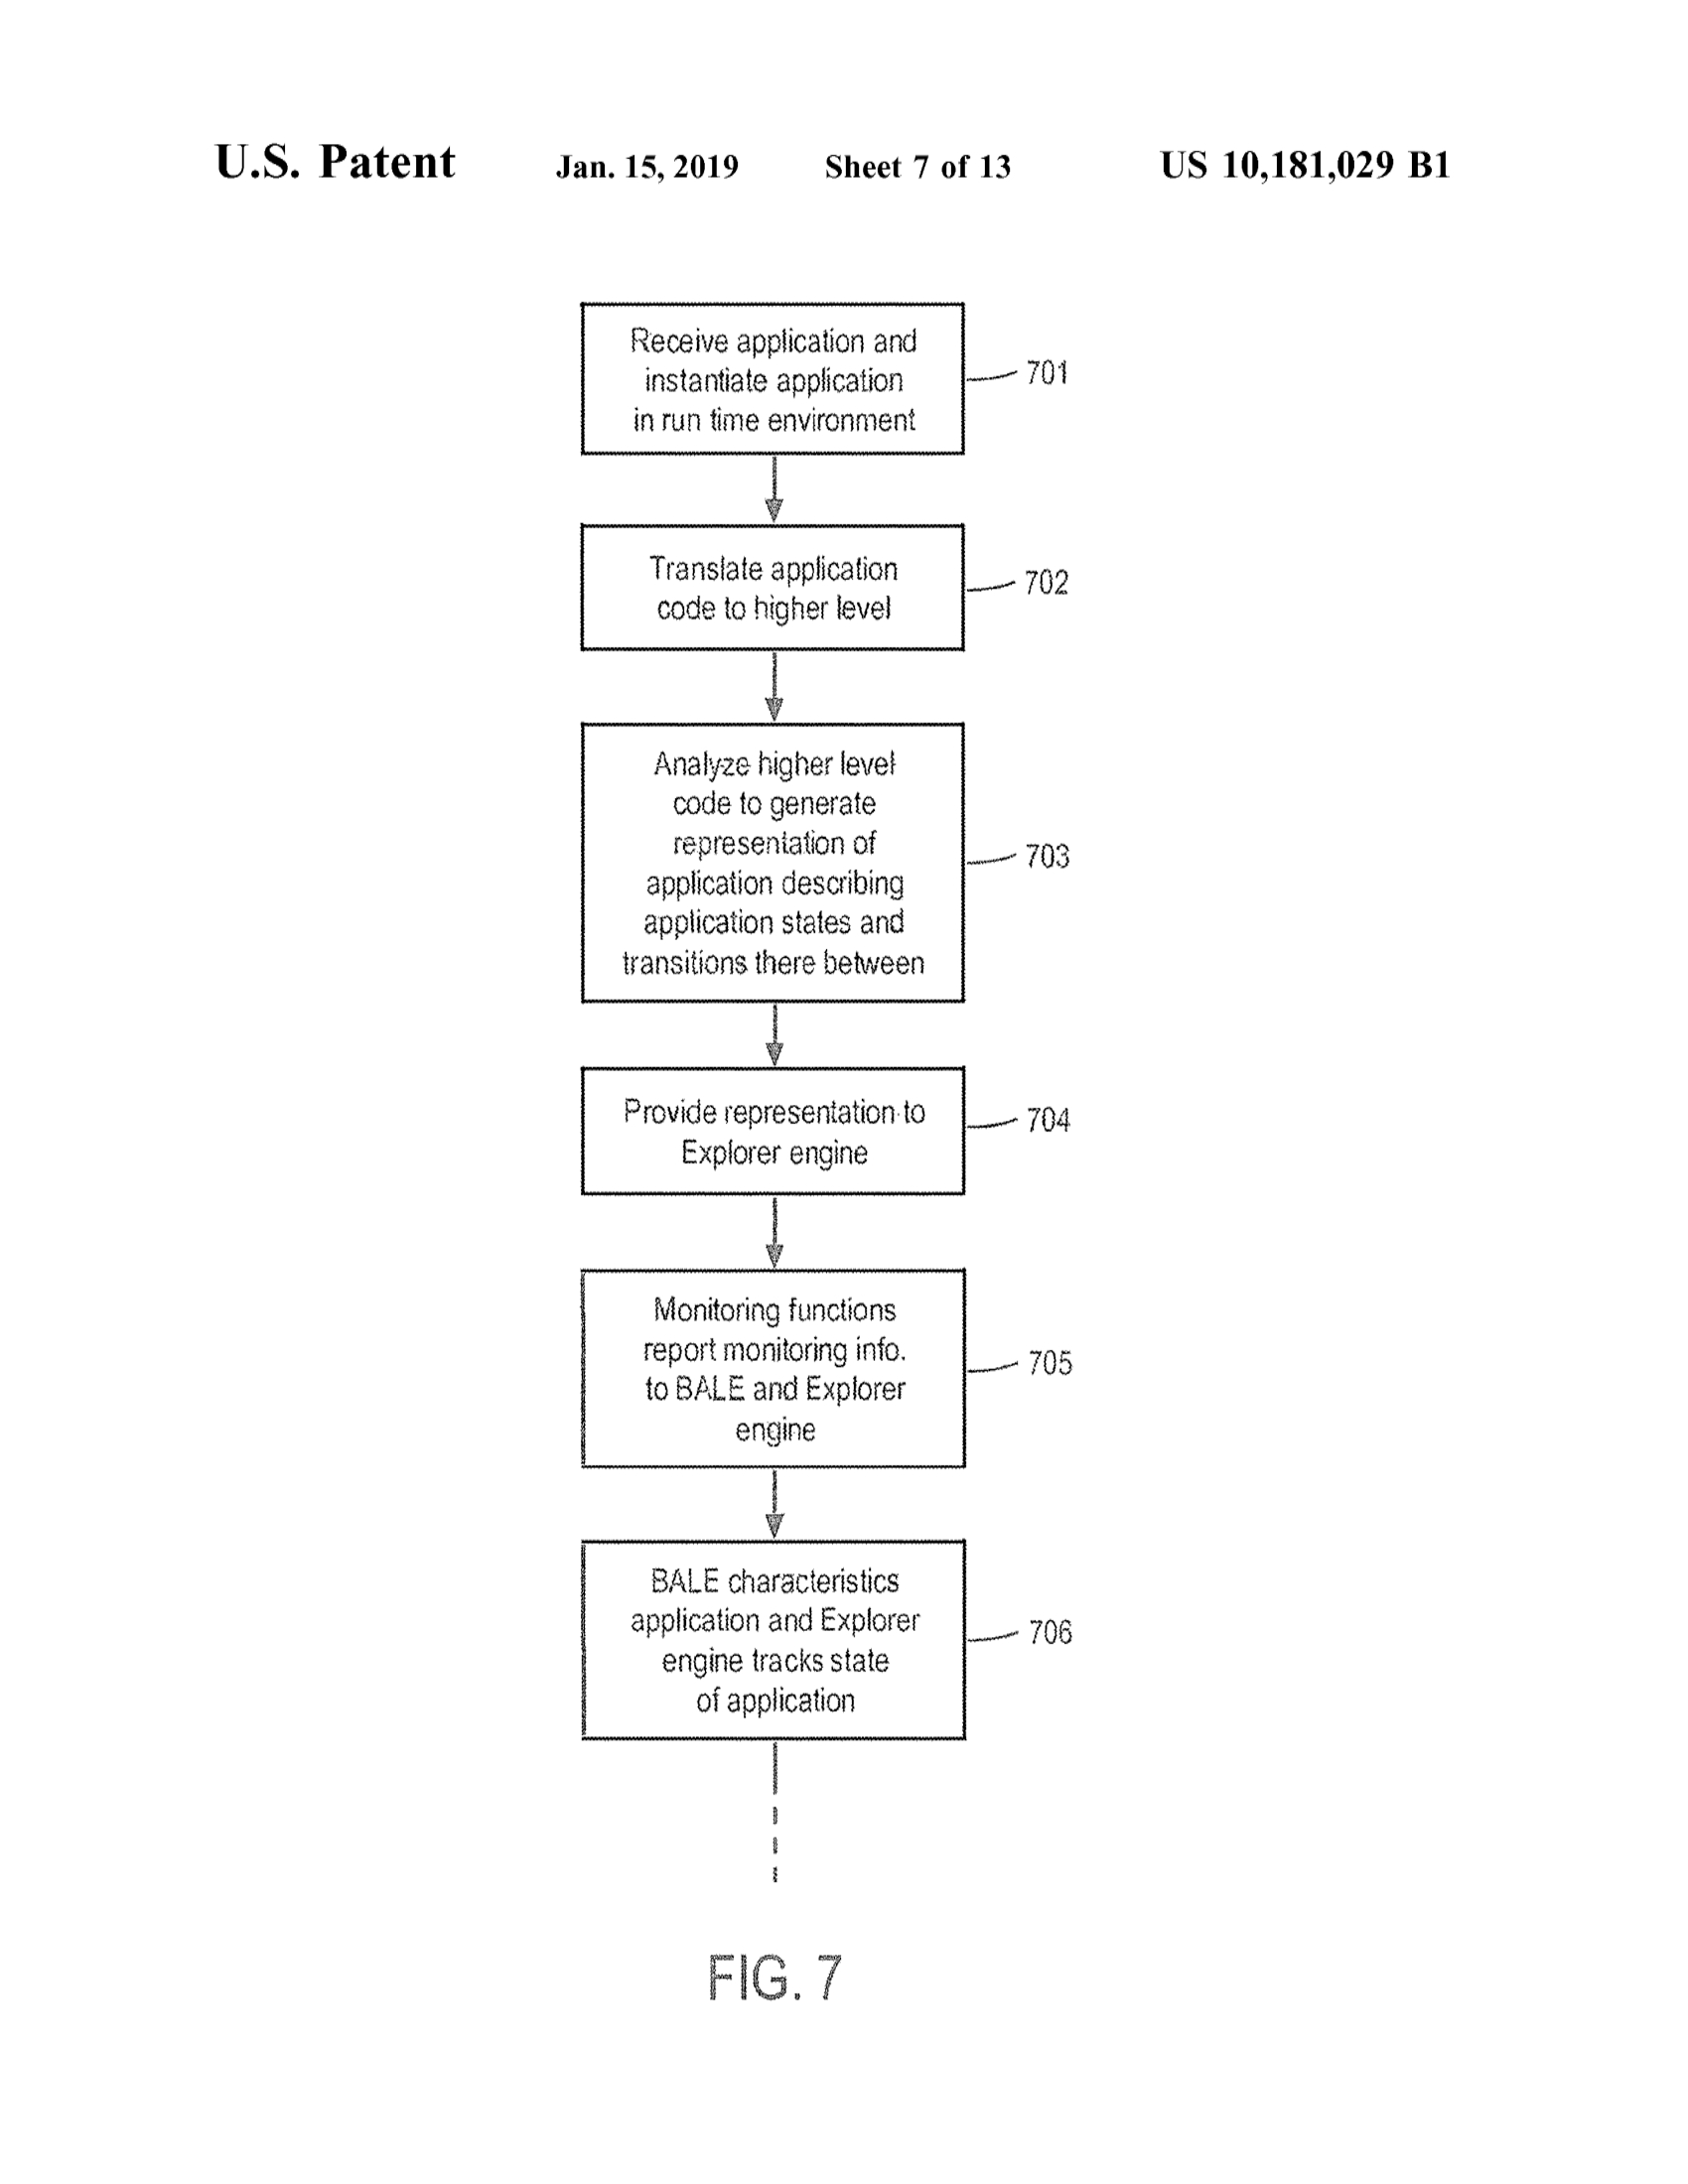 U.S. Patent Jan. 15, 2019 Sheet 7 of 13 US 10,181,029 B1
Receive application and
instantiate application
in run time environment
701
Translate application
code to higher level
702
Analyze higher level
code to generate
representation of
application describing
application states and
transitions there between
703
Provide representation to
Explorer engine
704
Monitoring functions
report monitoring info.
to BALE and Explorer
engine
705
BALE characteristics
application and Explorer
engine tracks state
of application
706
FIG. 7